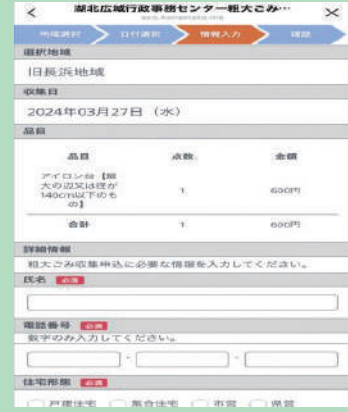 湖北広域行政事務センター粗大ごみ…
地域選択 日付選択 情報入力 確認
選択地域
旧長浜地域
収集日
2024年03月27日（水）
品目
品目 点数 金額
アイロン台【最
大の辺又は径が
140cm以下のも
の】
1 600円
合計 1 600円
詳細情報
粗大ごみ収集申込に必要な情報を入力してください。
氏名 必須
電話番号 必須
数字のみ入力してください。
- -
住宅形態 必須
戸建住宅 集合住宅 市営 県営